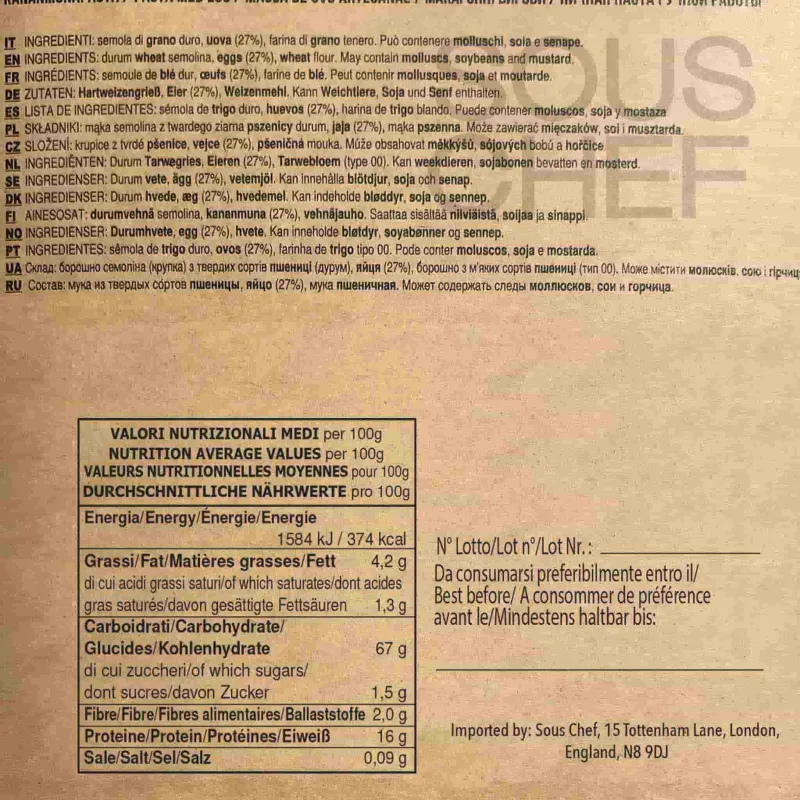 IT INGREDIENTI: semola di grano duro, uova (27%), farina di grano tenero. Può contenere molluschi, soia e senape.
EN INGREDIENTS: durum wheat semolina, eggs (27%), wheat flour. May contain molluscs, soybeans and mustard.
FR INGRÉDIENTS: semoule de blé dur, œufs (27%), farine de blé. Peut contenir mollusques, soja et moutarde.
DE ZUTATEN: Hartweizengrieß, Eier (27%), Weizenmehl. Kann Weichtiere, Soja und Senf enthalten.
ES LISTA DE INGREDIENTES: sémola de trigo duro, huevos (27%), harina de trigo blando. Puede contener moluscos, soja y mostaza
PL SKŁADNIKI: mąka semolina z twardego ziarna pszenicy durum, jaja (27%), mąka pszenna. Może zawierać mięczaków, soi i musztarda.
CZ SLOŽENÍ: krupice z tvrdé pšenice, vejce (27%), pšeničná mouka. Může obsahovat měkkýšů, sójových bobů a hořčice
NL INGREDIËNTEN: Durum Tarwegries, Eieren (27%), Tarwebloem (type 00). Kan weekdieren, sojabonen bevatten en mosterd.
SE INGREDIENSER: Durum vete, ägg (27%), vetemjöl. Kan innehålla blötdjur, soja och senap.
DK INGREDIENSER: Durum hvede, æg (27%), hvedemel. Kan indeholde bløddyr, soja og sennep.
FI AINESOSAT: durumvehnä semolina, kananmuna (27%), vehnäjauho. Saattaa sisältää nilviäistä, soijaa ja sinappi.
NO INGREDIENSER: Durumhvete, egg (27%), hvete. Kan inneholde bløtdyr, soyabønner og sennep.
PT INGREDIENTES: sêmola de trigo duro, ovos (27%), farinha de trigo tipo 00. Pode conter moluscos, soja e mostarda.
UA Склад: борошно семоліна (крупка) з твердих сортів пшениці (дурум), яйця (27%), борошно з м'яких сортів пшениці (тип 00). Може містити молюсків, сою і гірчиц
RU Состав: мука из твердых сортов пшеницы, яйцо (27%), мука пшеничная. Может содержать следы моллюсков, сои и горчица.
SOUS
CHEF
VALORI NUTRIZIONALI MEDI per 100g
NUTRITION AVERAGE VALUES per 100g
VALEURS NUTRITIONNELLES MOYENNES pour 100g
DURCHSCHNITTLICHE NÄHRWERTE pro 100g
Energia/Energy/Énergie/Energie
1584 kJ / 374 kcal
Grassi/Fat/Matières grasses/Fett 4,2 g
di cui acidi grassi saturi/of which saturates/dont acides
gras saturés/davon gesättigte Fettsäuren 1,3 g
Carboidrati/Carbohydrate/
Glucides/Kohlenhydrate 67 g
di cui zuccheri/of which sugars/
dont sucres/davon Zucker 1,5 g
Fibre/Fibre/Fibres alimentaires/Ballaststoffe 2,0 g
Proteine/Protein/Protéines/Eiweiß 16 g
Sale/Salt/Sel/Salz 0,09 g
N° Lotto/Lot n°/Lot Nr.:
Da consumarsi preferibilmente entro il/
Best before/ A consommer de préférence
avant le/Mindestens haltbar bis:
Imported by: Sous Chef, 15 Tottenham Lane, London,
England, N8 9DJ